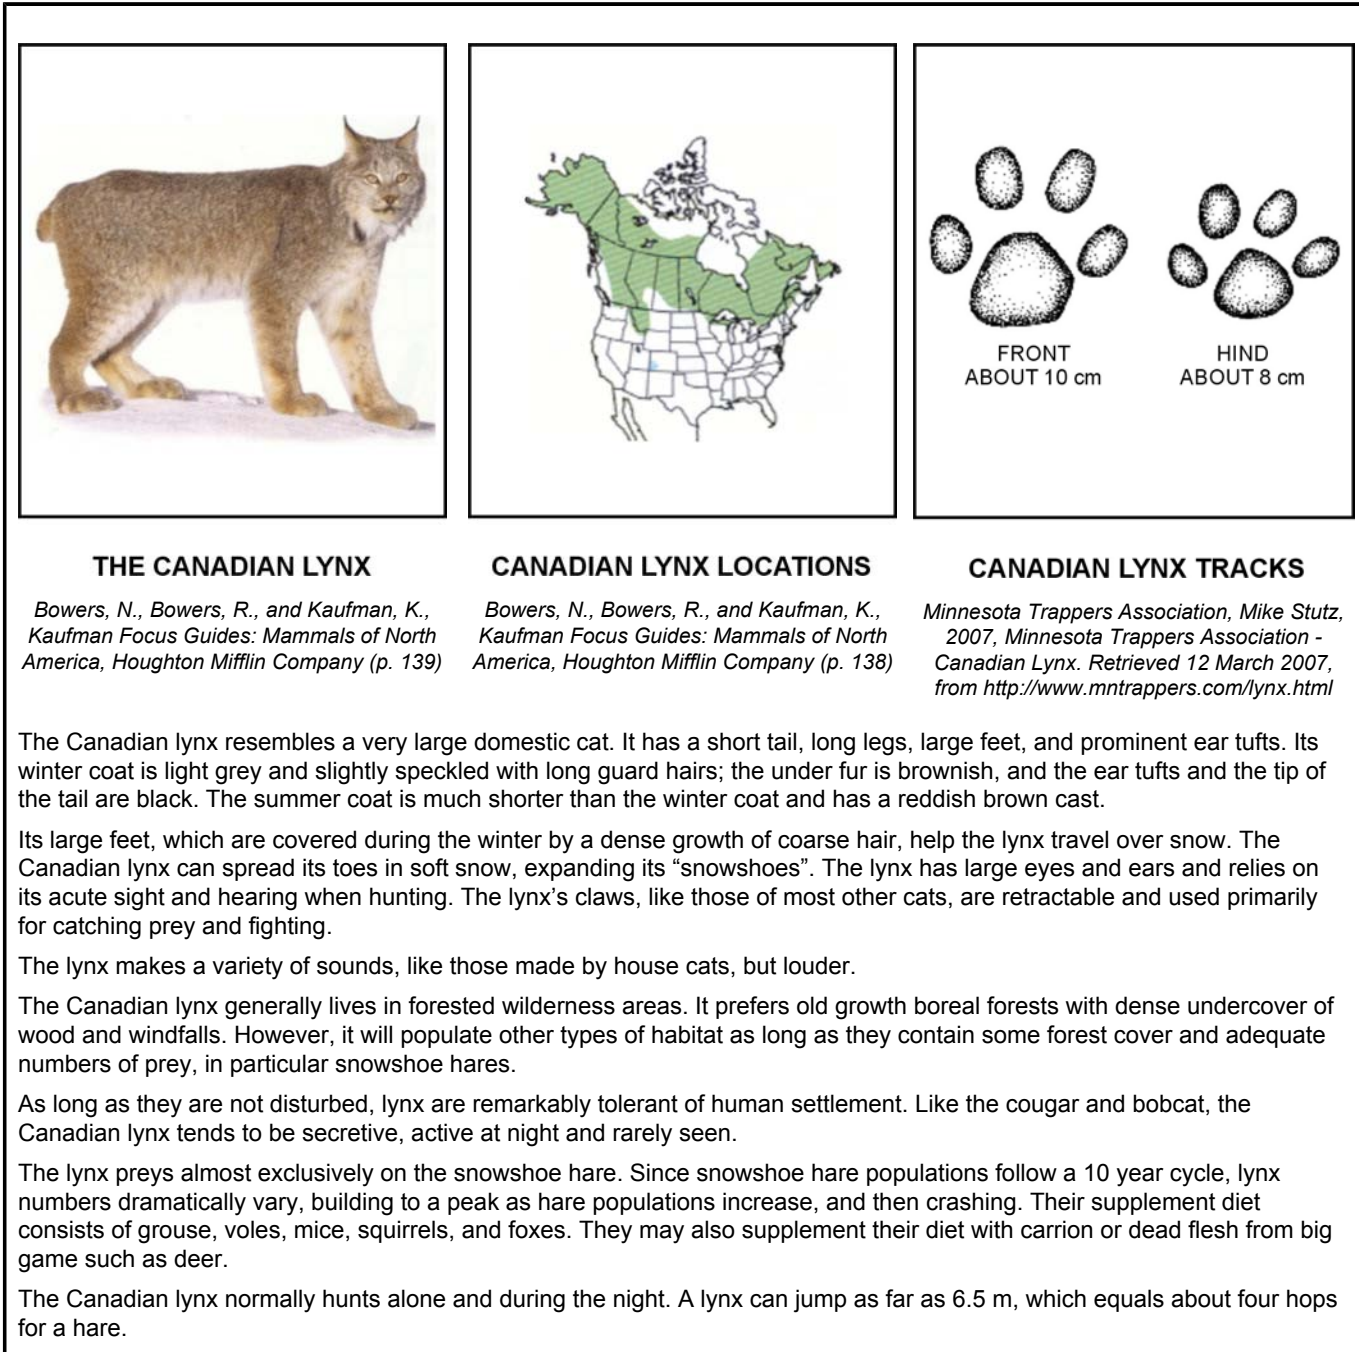 FRONT
ABOUT 10 cm
HIND
ABOUT 8 cm
THE CANADIAN LYNX
Bowers, N., Bowers, R., and Kaufman, K.,
Kaufman Focus Guides: Mammals of North
America, Houghton Mifflin Company (p. 139)
CANADIAN LYNX LOCATIONS
Bowers, N., Bowers, R., and Kaufman, K.,
Kaufman Focus Guides: Mammals of North
America, Houghton Mifflin Company (p. 138)
CANADIAN LYNX TRACKS
Minnesota Trappers Association, Mike Stutz,
2007, Minnesota Trappers Association -
Canadian Lynx. Retrieved 12 March 2007,
from http://www.mntrappers.com/lynx.html
The Canadian lynx resembles a very large domestic cat. It has a short tail, long legs, large feet, and prominent ear tufts. Its
winter coat is light grey and slightly speckled with long guard hairs; the under fur is brownish, and the ear tufts and the tip of
the tail are black. The summer coat is much shorter than the winter coat and has a reddish brown cast.
Its large feet, which are covered during the winter by a dense growth of coarse hair, help the lynx travel over snow. The
Canadian lynx can spread its toes in soft snow, expanding its “snowshoes”. The lynx has large eyes and ears and relies on
its acute sight and hearing when hunting. The lynx’s claws, like those of most other cats, are retractable and used primarily
for catching prey and fighting.
The lynx makes a variety of sounds, like those made by house cats, but louder.
The Canadian lynx generally lives in forested wilderness areas. It prefers old growth boreal forests with dense undercover of
wood and windfalls. However, it will populate other types of habitat as long as they contain some forest cover and adequate
numbers of prey, in particular snowshoe hares.
As long as they are not disturbed, lynx are remarkably tolerant of human settlement. Like the cougar and bobcat, the
Canadian lynx tends to be secretive, active at night and rarely seen.
The lynx preys almost exclusively on the snowshoe hare. Since snowshoe hare populations follow a 10 year cycle, lynx
numbers dramatically vary, building to a peak as hare populations increase, and then crashing. Their supplement diet
consists of grouse, voles, mice, squirrels, and foxes. They may also supplement their diet with carrion or dead flesh from big
game such as deer.
The Canadian lynx normally hunts alone and during the night. A lynx can jump as far as 6.5 m, which equals about four hops
for a hare.